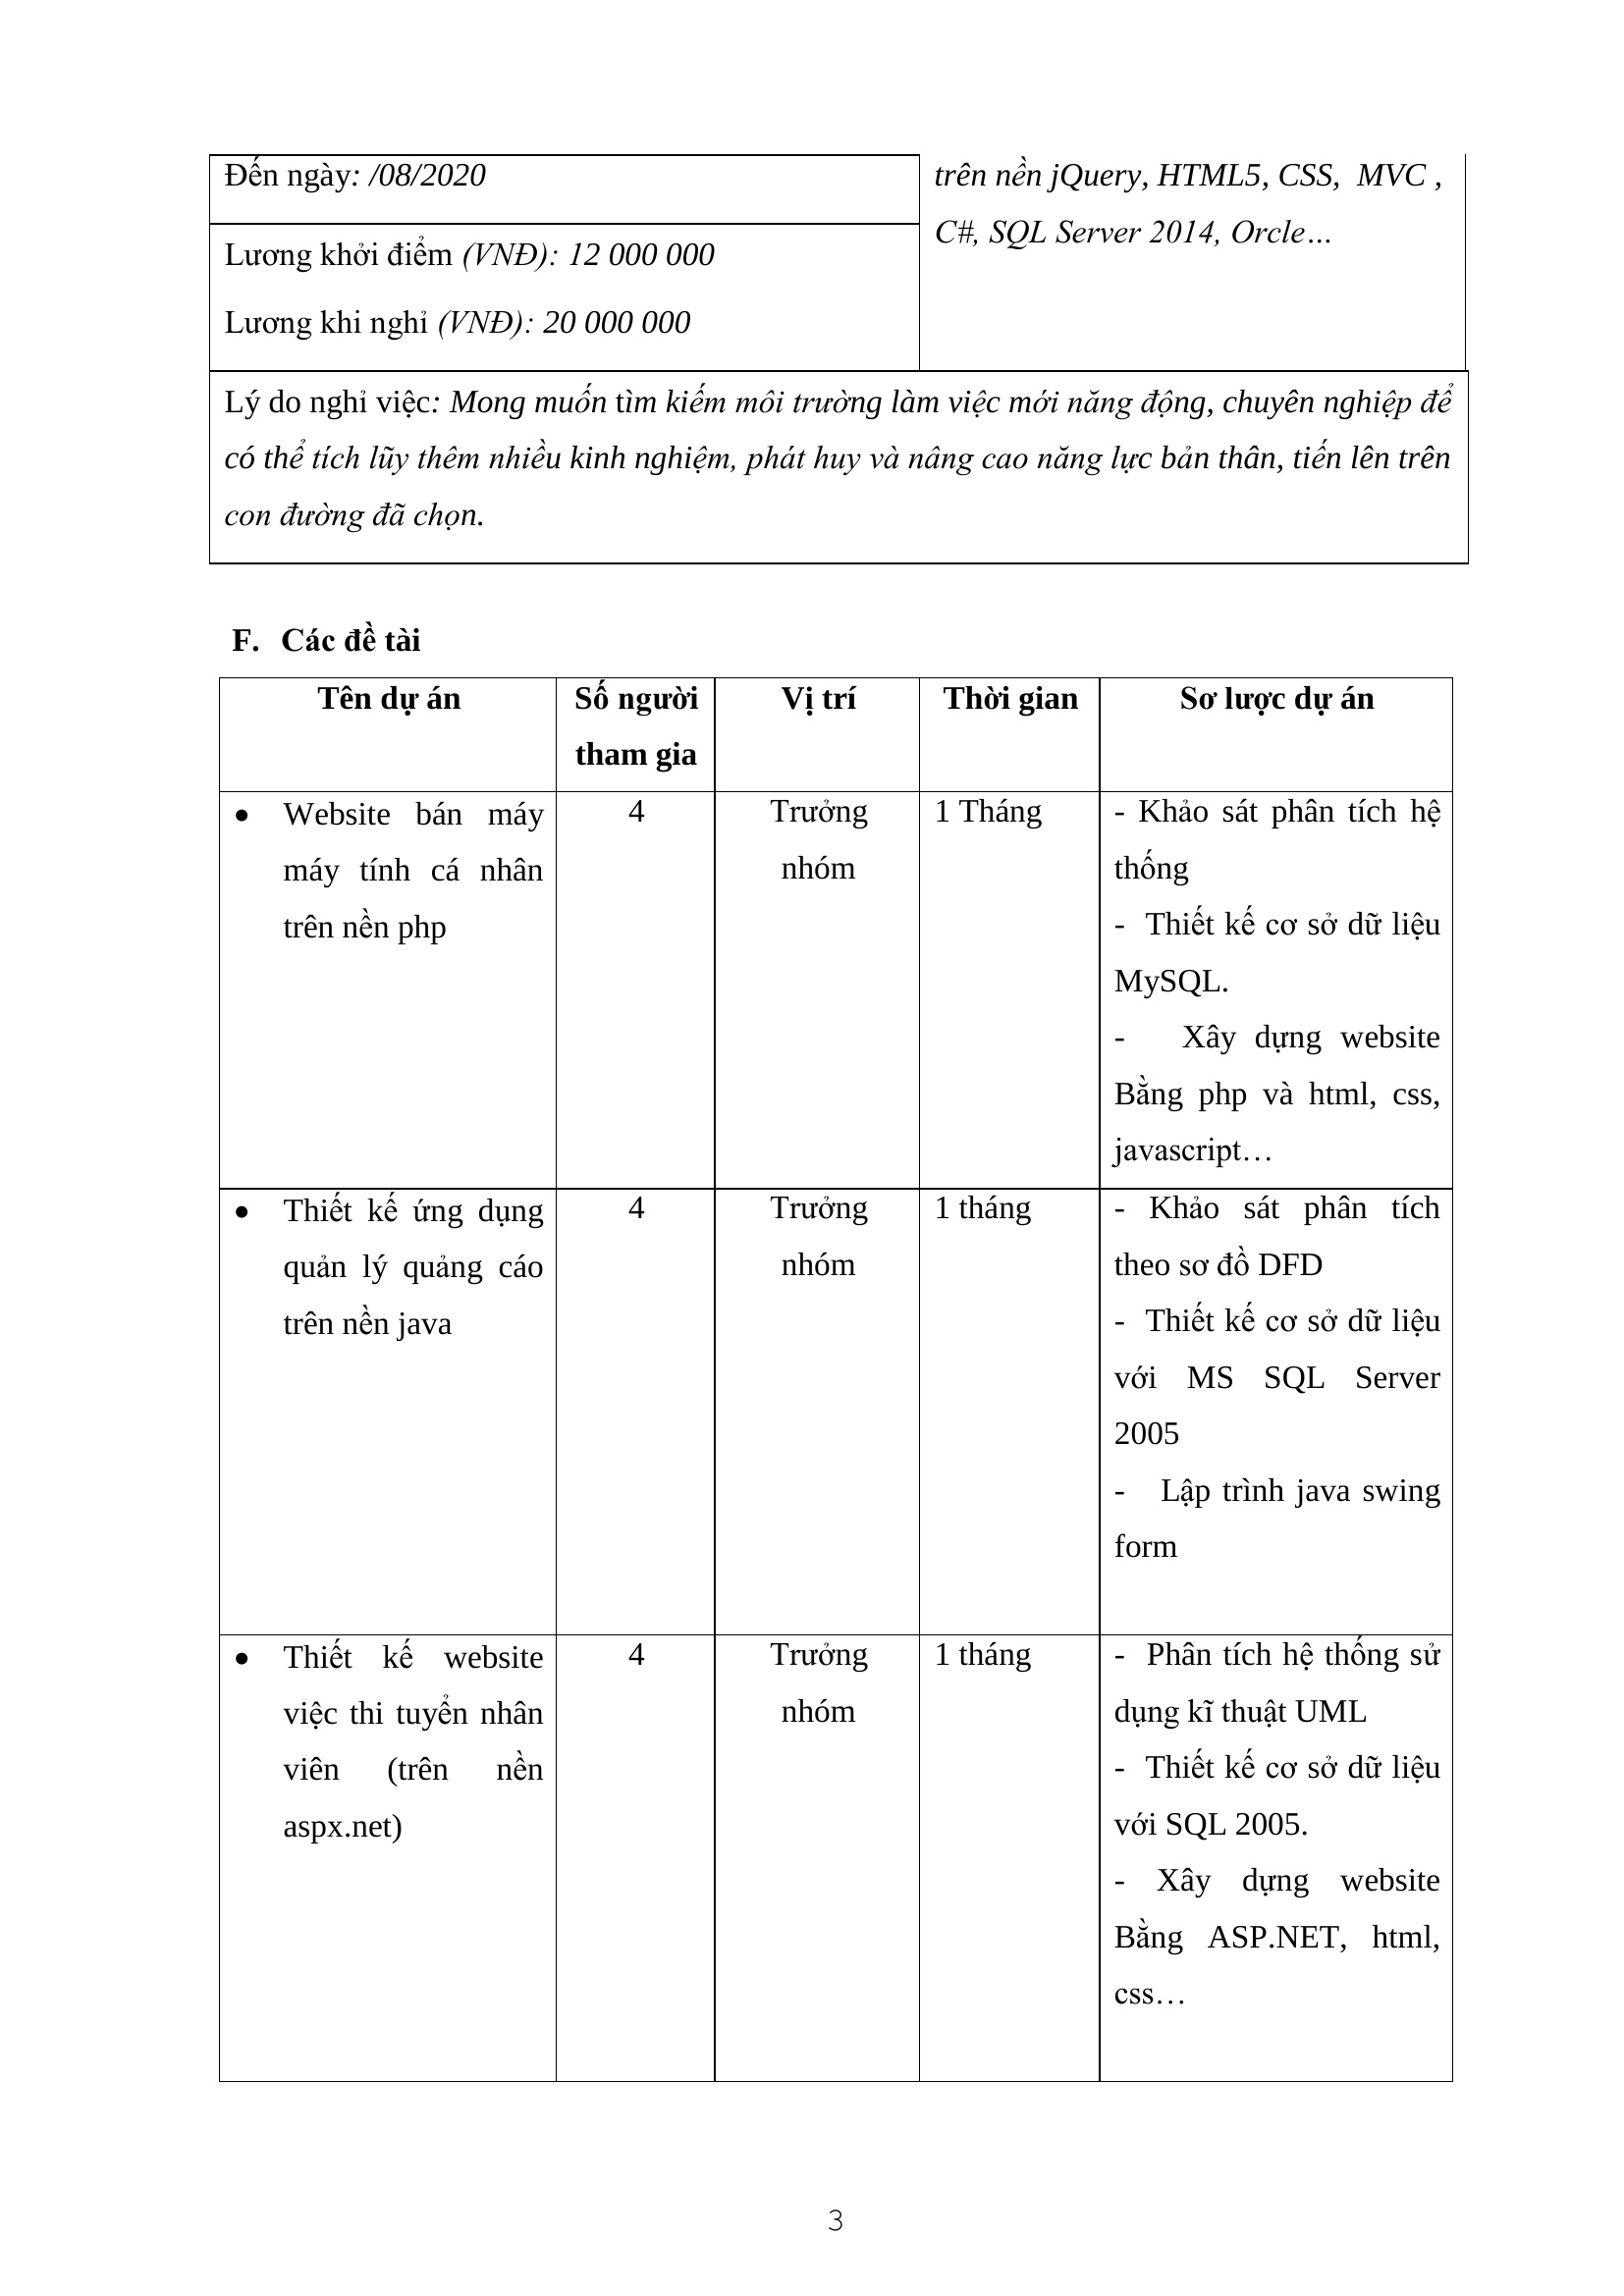 Đến ngày: /08/2020
trên nền jQuery, HTML5, CSS,  MVC ,
C#, SQL Server 2014, Orcle…
Lương khởi điểm (VNĐ): 12 000 000
Lương khi nghỉ (VNĐ): 20 000 000
Lý do nghỉ việc: Mong muốn tìm kiếm môi trường làm việc mới năng động, chuyên nghiệp để
có thể tích lũy thêm nhiều kinh nghiệm, phát huy và nâng cao năng lực bản thân, tiến lên trên
con đường đã chọn.
F. Các đề tài
Tên dự án
Số người
tham gia
Vị trí
Thời gian
Sơ lược dự án
• Website bán máy
máy tính cá nhân
trên nền php
4
Trưởng
nhóm
1 Tháng
- Khảo sát phân tích hệ
thống
- Thiết kế cơ sở dữ liệu
MySQL.
- Xây dựng website
Bằng php và html, css,
javascript…
• Thiết kế ứng dụng
quản lý quảng cáo
trên nền java
4
Trưởng
nhóm
1 tháng
- Khảo sát phân tích
theo sơ đồ DFD
- Thiết kế cơ sở dữ liệu
với MS SQL Server
2005
- Lập trình java swing
form
• Thiết kế website
việc thi tuyển nhân
viên (trên nền
aspx.net)
4
Trưởng
nhóm
1 tháng
- Phân tích hệ thống sử
dụng kĩ thuật UML
- Thiết kế cơ sở dữ liệu
với SQL 2005.
- Xây dựng website
Bằng ASP.NET, html,
css…
3